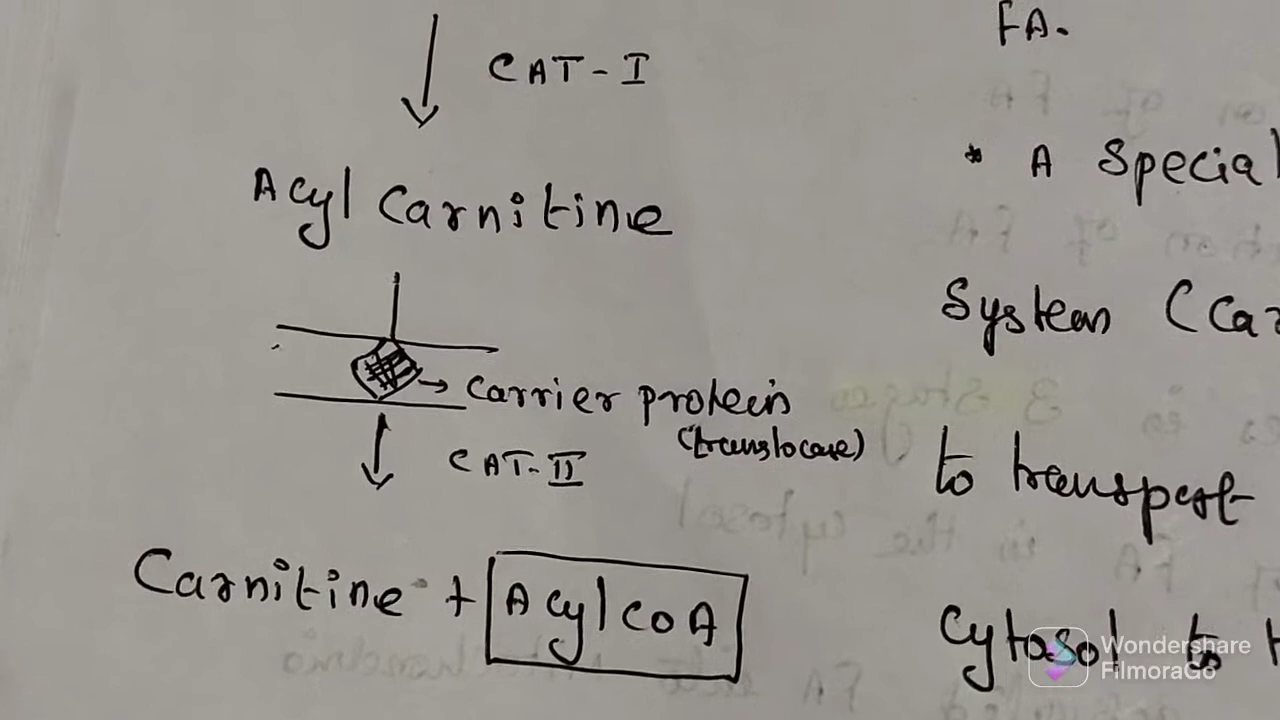 CAT-I
Acyl Carnitine
Carrier protein
(translocase)
CAT-II
Carnitine + Acyl CoA
FA.
* A Special
System (Car
to transport
Cytosol to
Wondershare
FilmoraGo